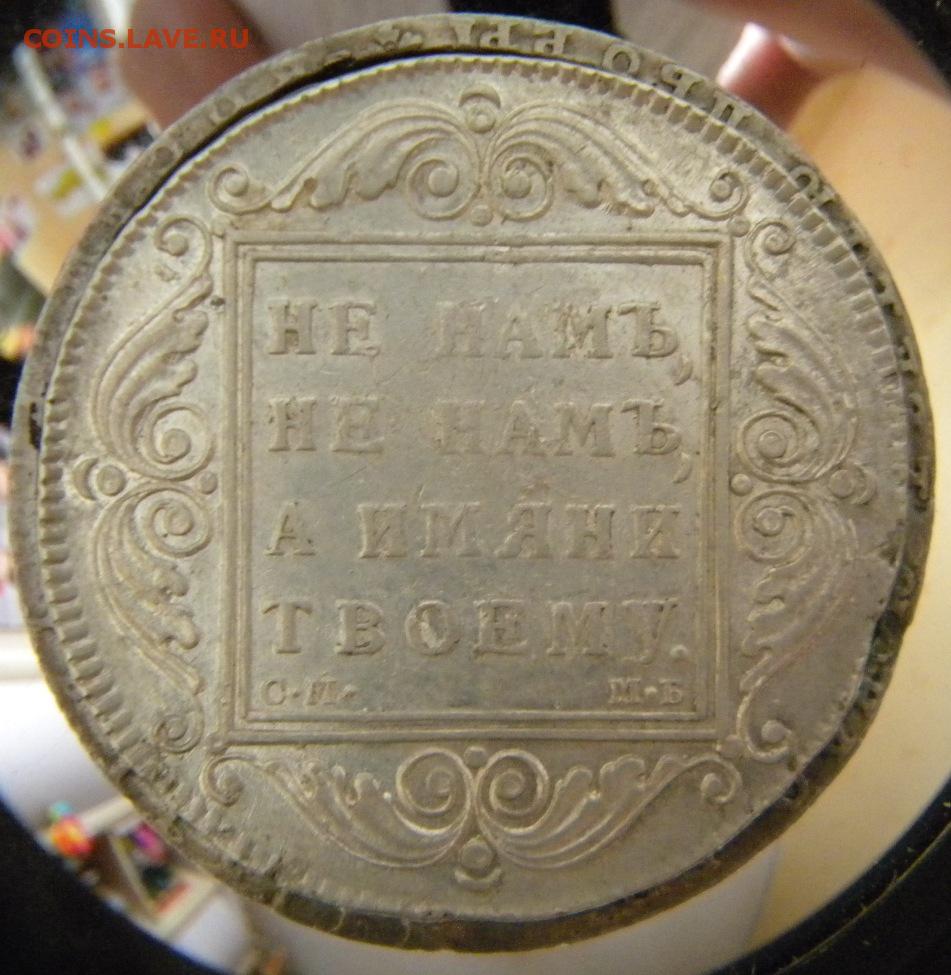 COINS.LAVE.RU
НЕ НАМЪ,
НЕ НАМЪ,
А ИМЯНИ
ТВОЕМУ.
С·М· М·Б